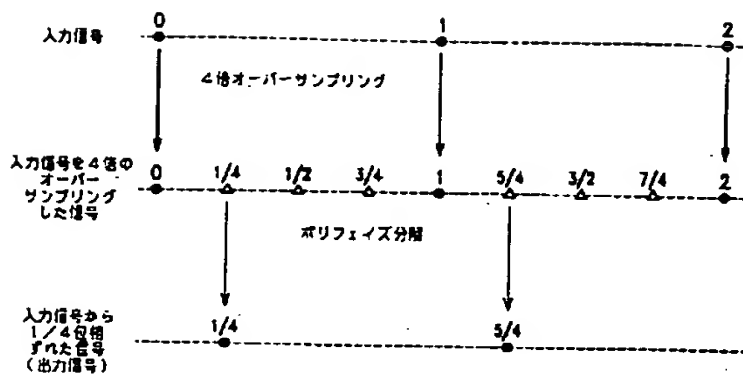 0 1 2
入力信号
4倍オーバーサンプリング
入力信号を4倍の
オーバー
サンプリング
した信号
0 1/4 1/2 3/4 1 5/4 3/2 7/4 2
ポリフェイズ分解
入力信号から
1/4位相
ずれた信号
(出力信号)
1/4 5/4